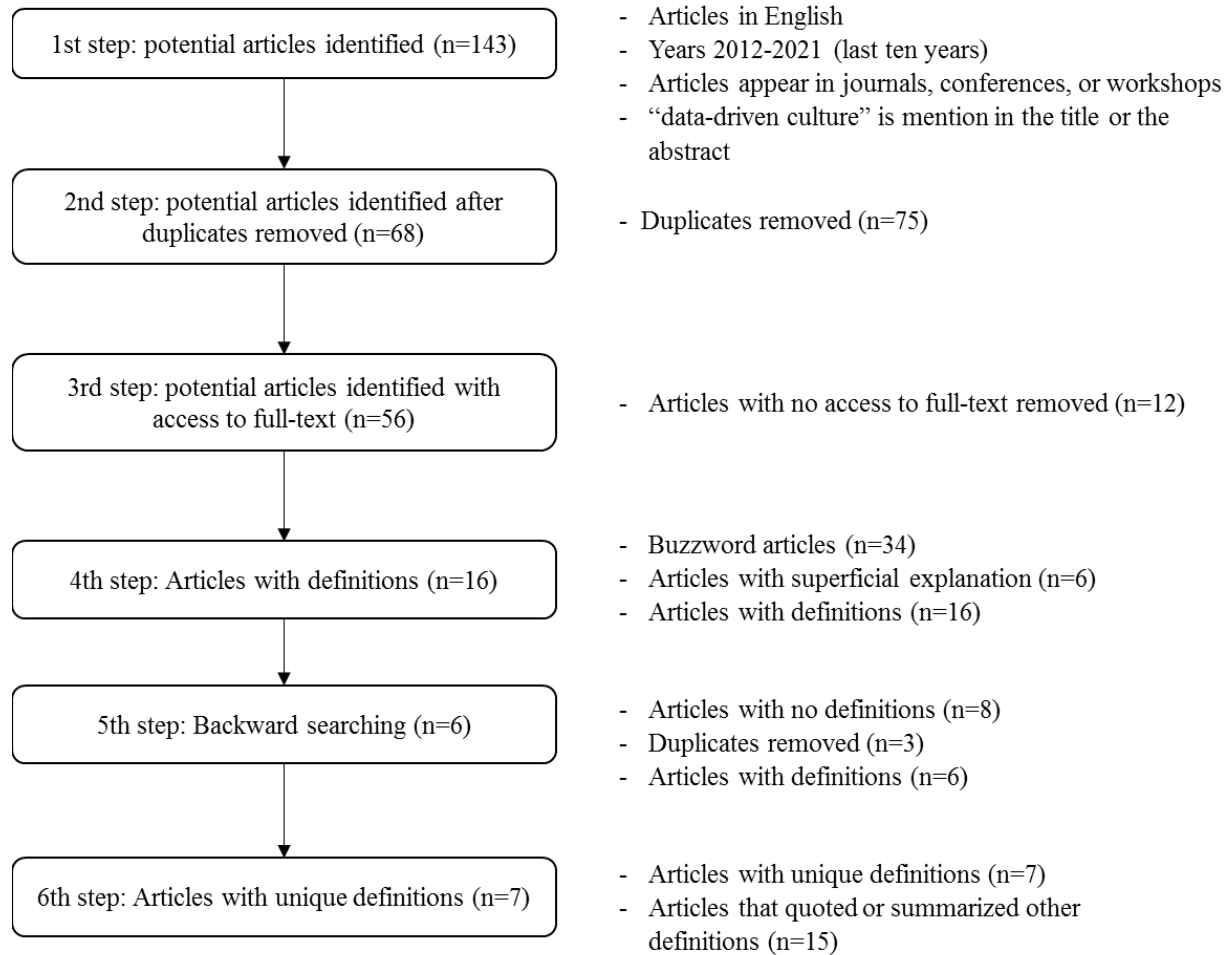 1st step: potential articles identified (n=143)
- Articles in English
- Years 2012-2021 (last ten years)
- Articles appear in journals, conferences, or workshops
- “data-driven culture” is mention in the title or the
abstract
2nd step: potential articles identified after
duplicates removed (n=68)
- Duplicates removed (n=75)
3rd step: potential articles identified with
access to full-text (n=56)
- Articles with no access to full-text removed (n=12)
4th step: Articles with definitions (n=16)
- Buzzword articles (n=34)
- Articles with superficial explanation (n=6)
- Articles with definitions (n=16)
5th step: Backward searching (n=6)
- Articles with no definitions (n=8)
- Duplicates removed (n=3)
- Articles with definitions (n=6)
6th step: Articles with unique definitions (n=7)
- Articles with unique definitions (n=7)
- Articles that quoted or summarized other
definitions (n=15)